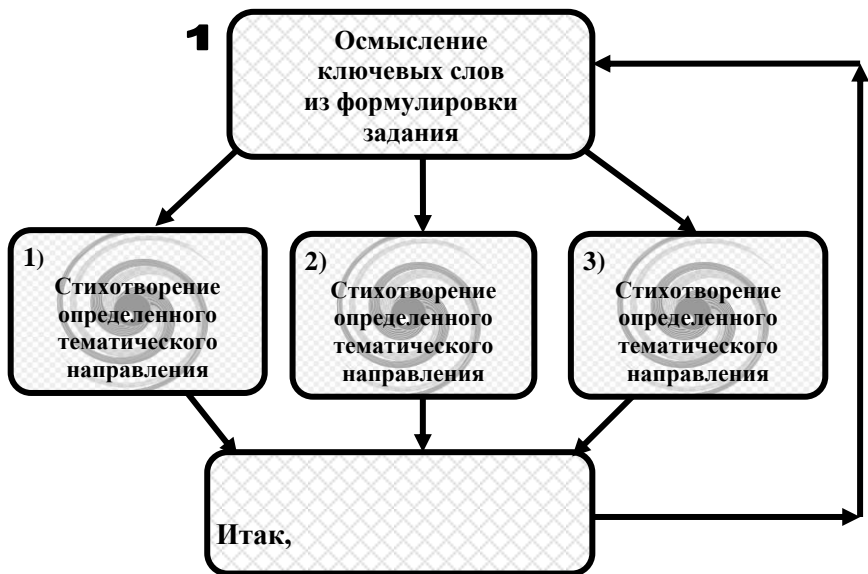 1
Осмысление
ключевых слов
из формулировки
задания
1)
Стихотворение
определенного
тематического
направления
2)
Стихотворение
определенного
тематического
направления
3)
Стихотворение
определенного
тематического
направления
Итак,